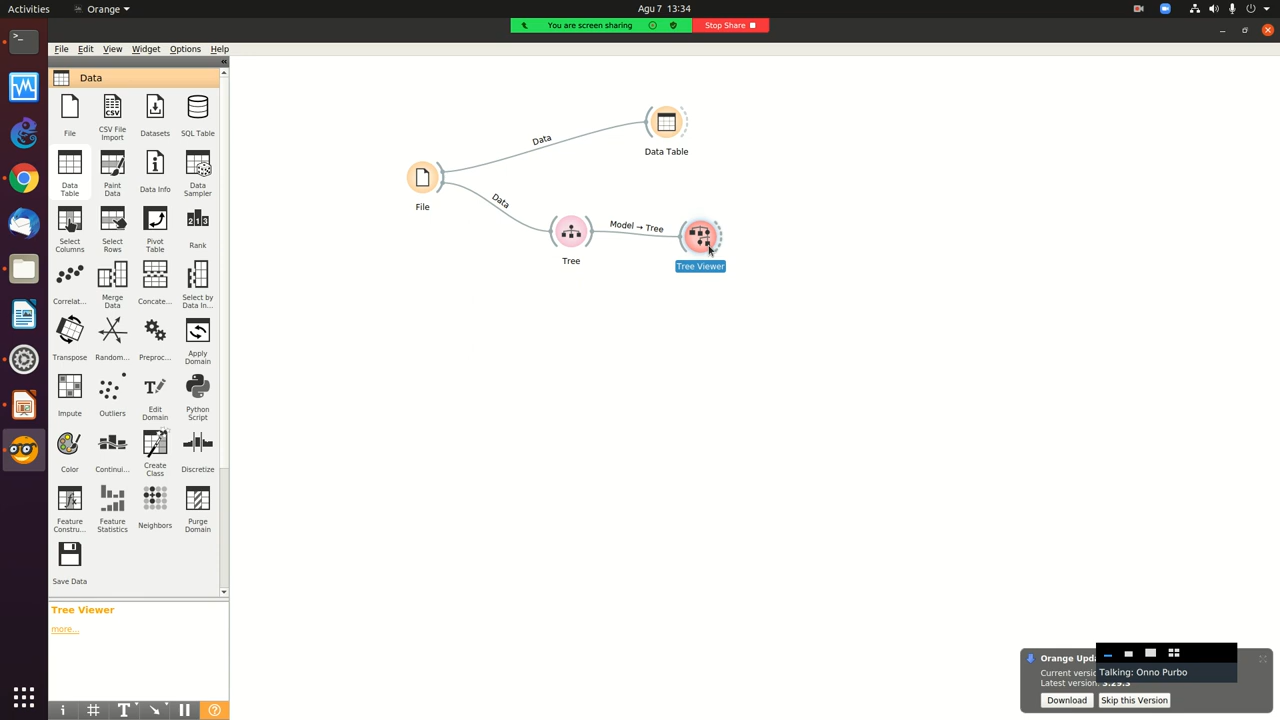 Activities
Orange
Agu 7 13:34
You are screen sharing
Stop Share
File Edit View Widget Options Help
Data
File
CSV File Import
Datasets
SQL Table
Data Table
Paint Data
Data Info
Data Sampler
Select Columns
Select Rows
Pivot Table
Rank
Correlat...
Merge Data
Concate...
Select by Data In...
Transpose
Random...
Preproc...
Apply Domain
Impute
Outliers
Edit Domain
Python Script
Color
Continui...
Create Class
Discretize
Feature Constru...
Feature Statistics
Neighbors
Purge Domain
Save Data
Tree Viewer
more...
Data
Data Table
File
Data
Model → Tree
Tree
Tree Viewer
Orange Upda
Current versio
Talking: Onno Purbo
Latest version:
Download
Skip this Version